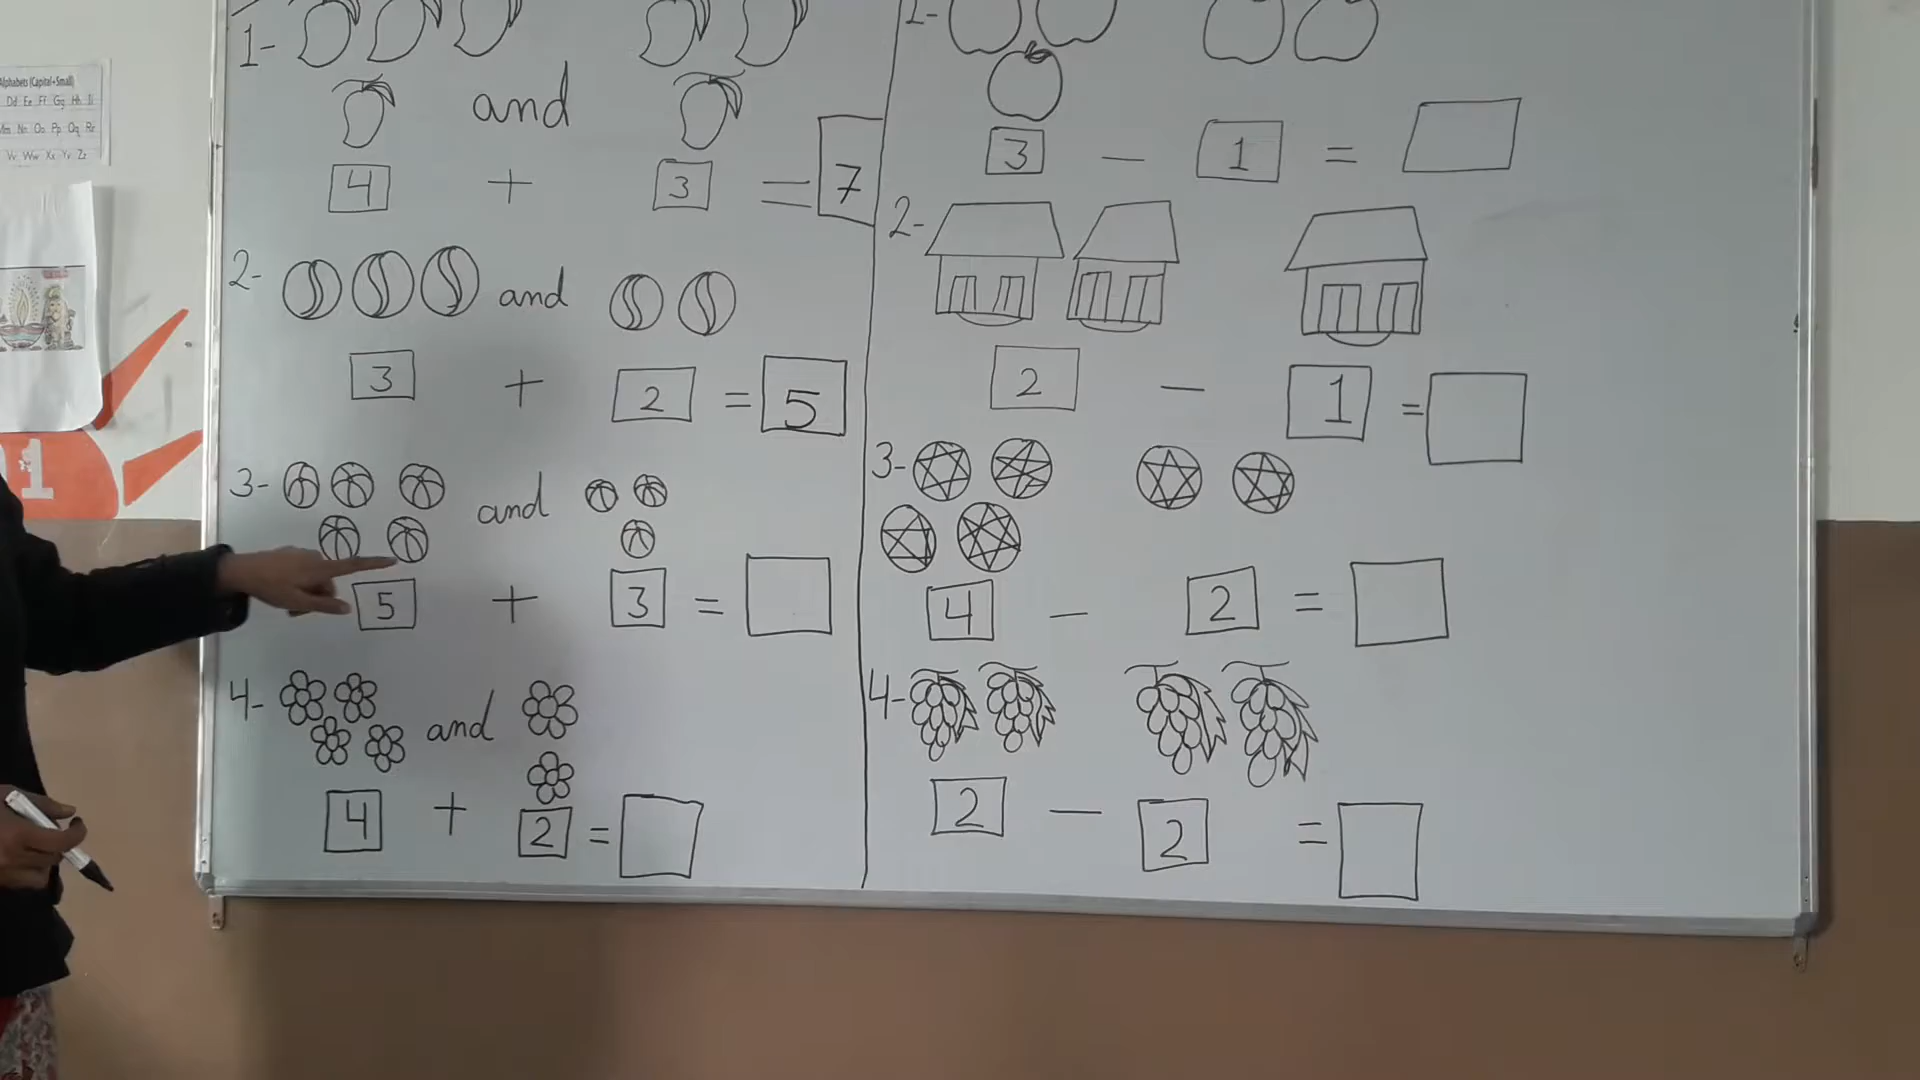 Alphabets (Capital+Small)
Dd Ee Ff Gg Hh Ii
Mm Nn Oo Pp Qq Rr
Vv Ww Xx Yy Zz
1
1-
and
4 + 3 = 7
2-
and
3 + 2 = 5
3-
and
5 + 3 =
4-
and
4 + 2 =
1-
3 - 1 =
2-
2 - 1 =
3-
4 - 2 =
4-
2 - 2 =